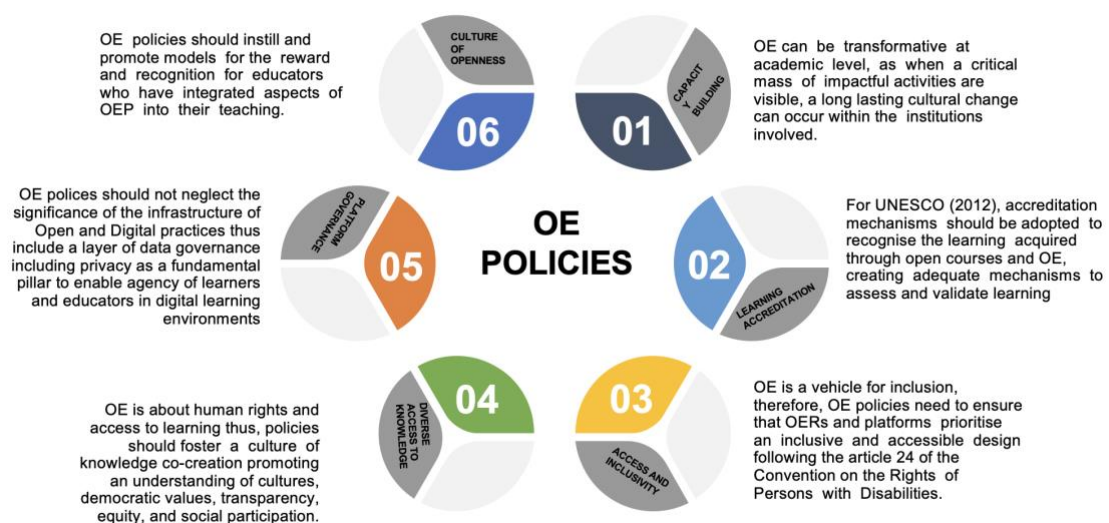 OE policies should instill and
promote models for the reward
and recognition for educators
who have integrated aspects of
OEP into their teaching.
CULTURE
OF
OPENNESS
06
CAPACIT
Y
BUILDING
01
OE can be transformative at
academic level, as when a critical
mass of impactful activities are
visible, a long lasting cultural change
can occur within the institutions
involved.
OE polices should not neglect the
significance of the infrastructure of
Open and Digital practices thus
include a layer of data governance
including privacy as a fundamental
pillar to enable agency of learners
and educators in digital learning
environments
PLATFORM
GOVERNANCE
05
OE
POLICIES
02
LEARNING
ACCREDITATION
For UNESCO (2012), accreditation
mechanisms should be adopted to
recognise the learning acquired
through open courses and OE,
creating adequate mechanisms to
assess and validate learning
OE is about human rights and
access to learning thus, policies
should foster a culture of
knowledge co-creation promoting
an understanding of cultures,
democratic values, transparency,
equity, and social participation.
DIVERSE
ACCESS TO
KNOWLEDGE
04
03
ACCESS AND
INCLUSIVITY
OE is a vehicle for inclusion,
therefore, OE policies need to ensure
that OERs and platforms prioritise
an inclusive and accessible design
following the article 24 of the
Convention on the Rights of
Persons with Disabilities.